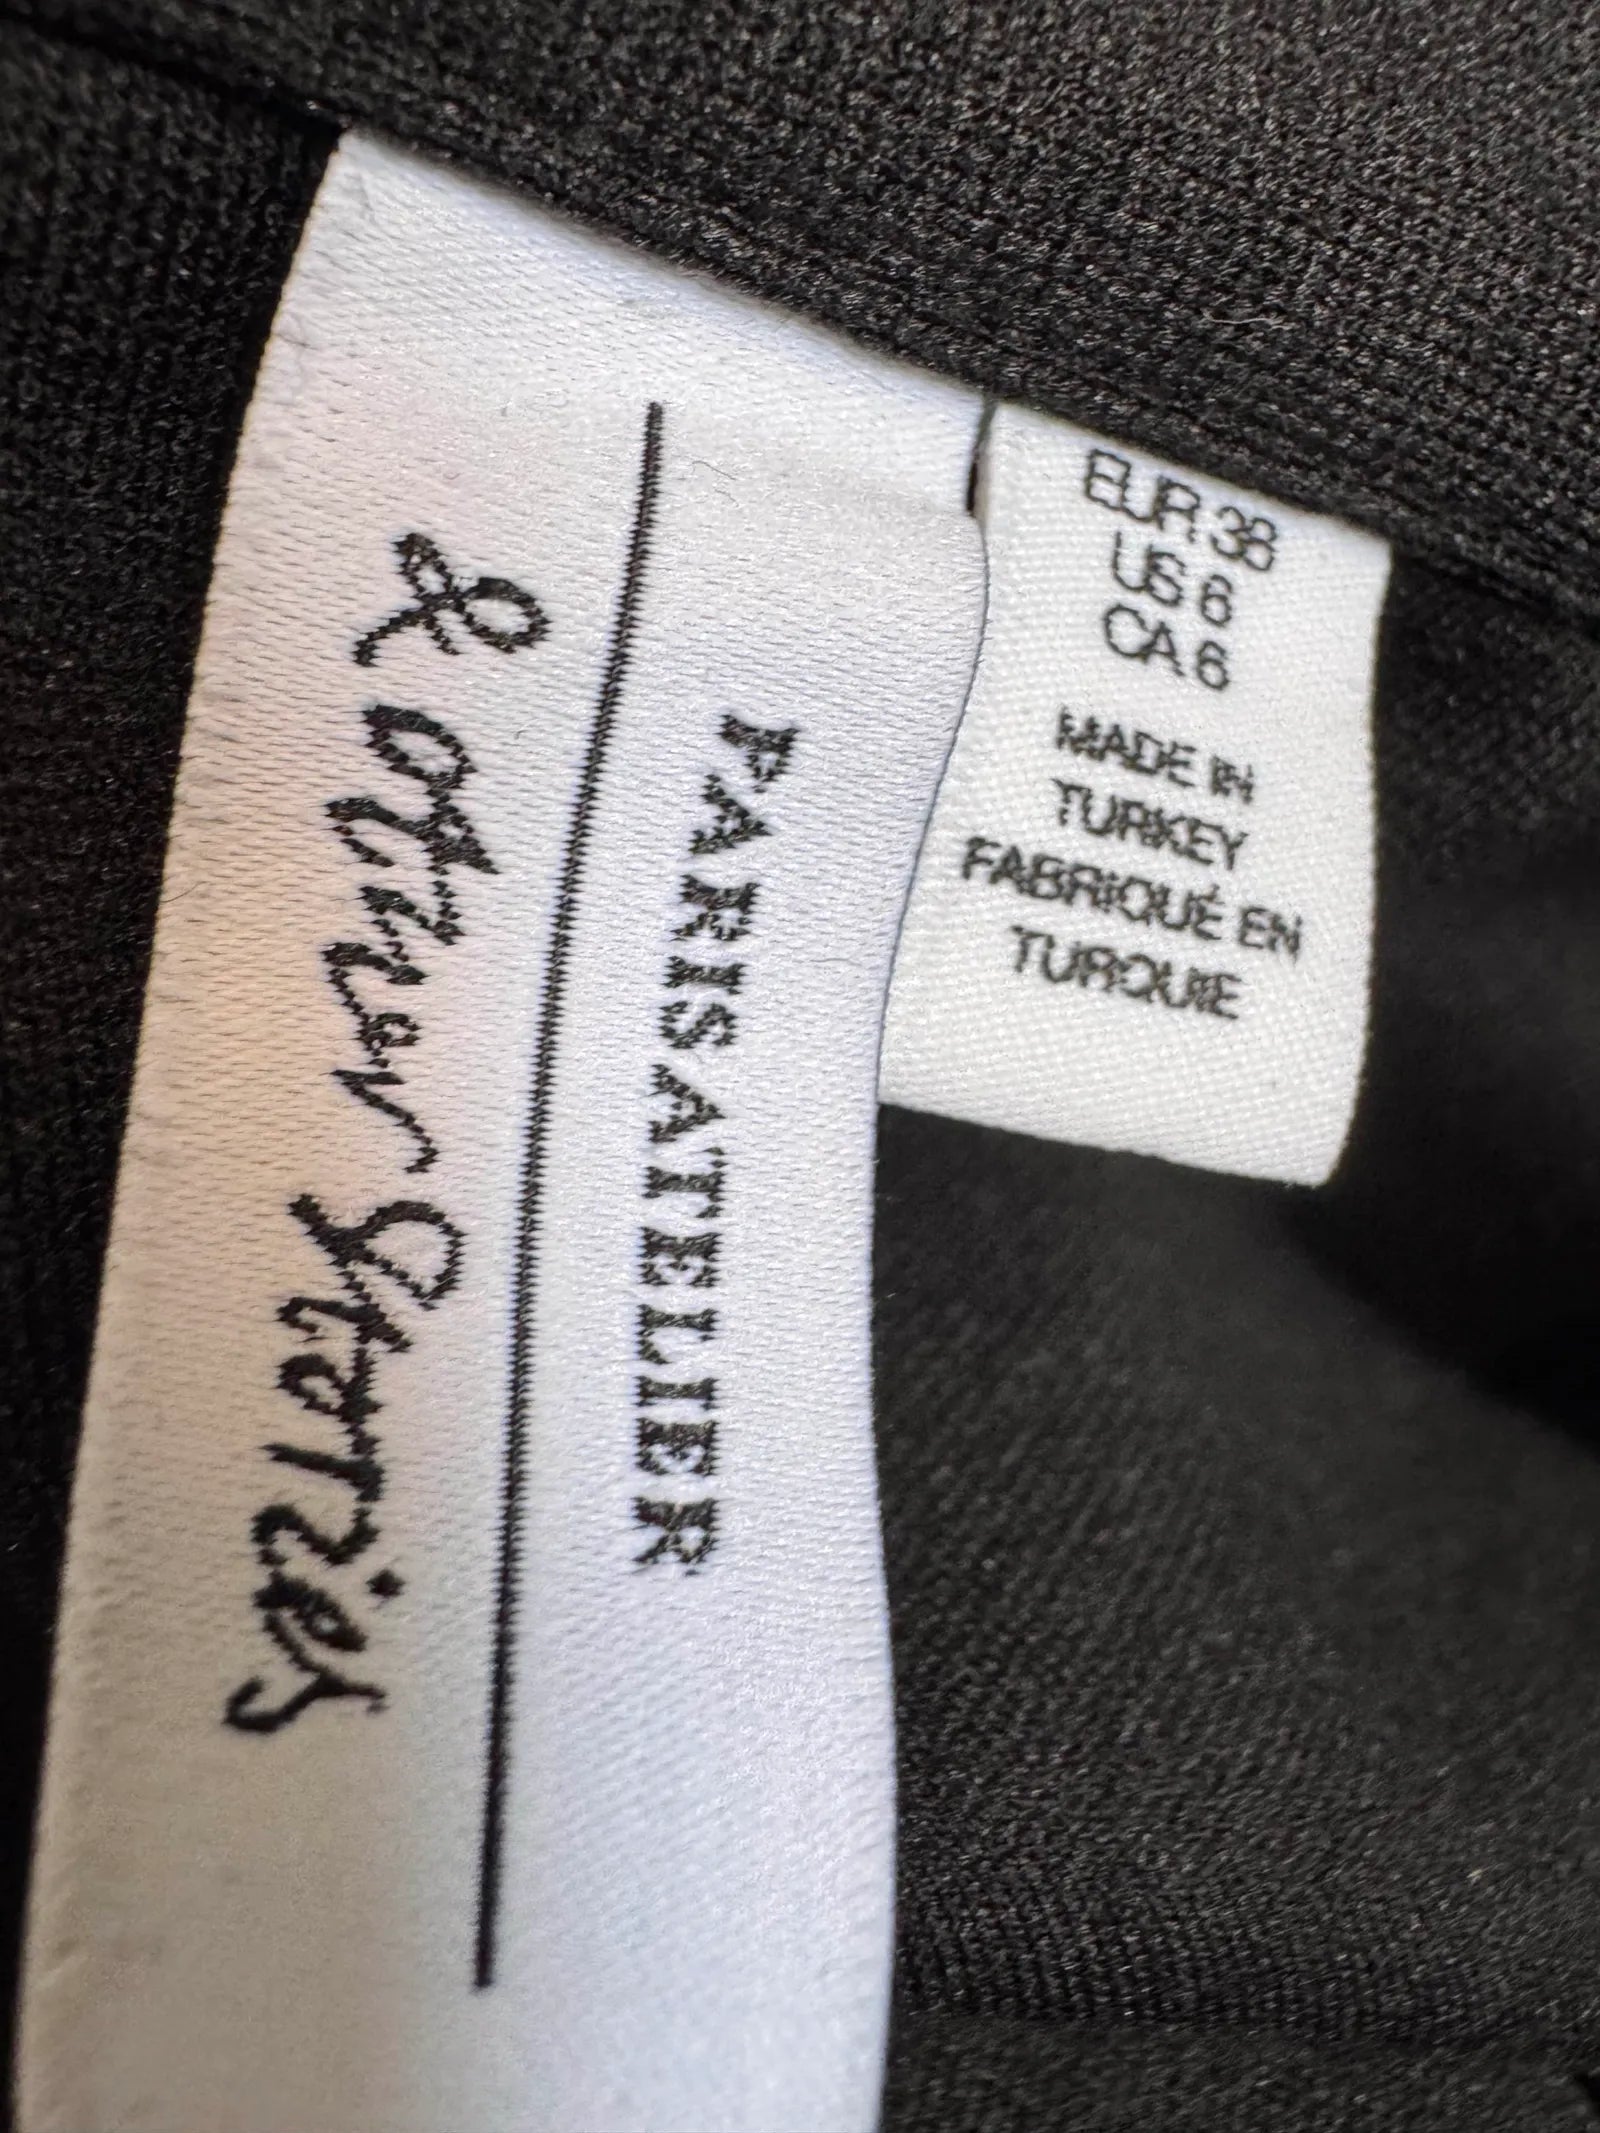 & other Stories
PARIS ATELIER
EUR 38
US 6
CA 6
MADE IN
TURKEY
FABRIQUÉ EN
TURQUIE